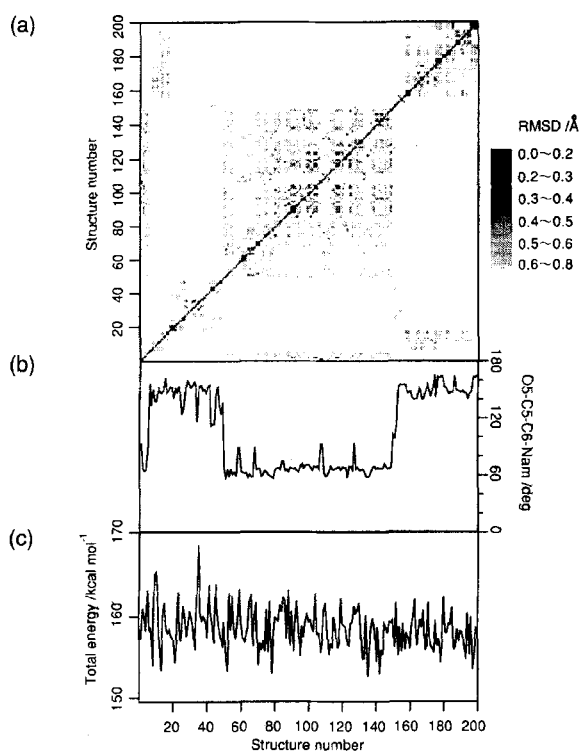 (a)
200
180
160
140
120
100
80
60
40
20
Structure number
RMSD /Å
0.0~0.2
0.2~0.3
0.3~0.4
0.4~0.5
0.5~0.6
0.6~0.8
(b)
180
120
60
0
O5-C5-C6-Nam /deg
(c)
170
160
150
Total energy /kcal mol⁻¹
20 40 60 80 100 120 140 160 180 200
Structure number